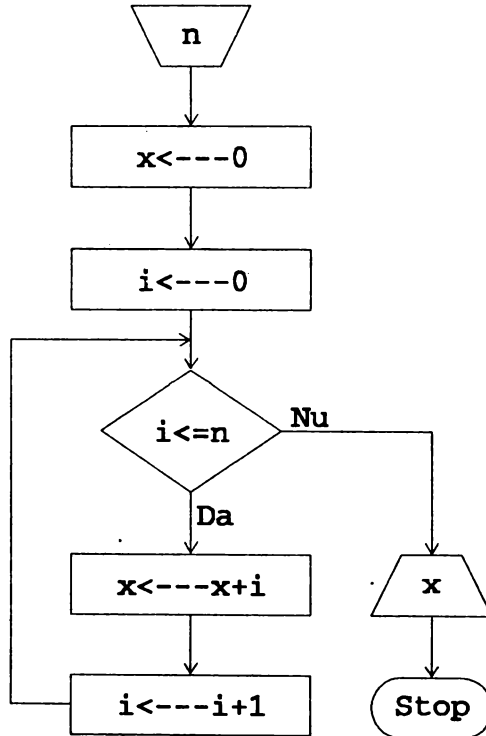 n
x<---0
i<---0
i<=n
Nu
Da
x<---x+i
x
i<---i+1
Stop